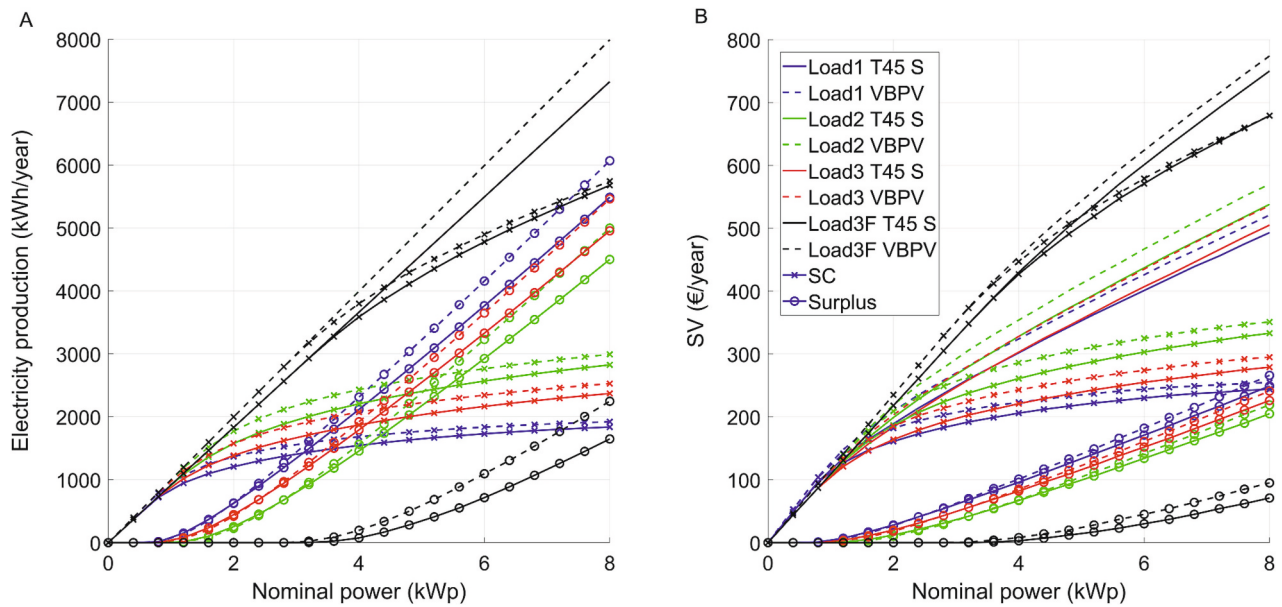 A
8000
7000
6000
5000
4000
3000
2000
1000
0
0
2
4
6
8
Nominal power (kWp)
Electricity production (kWh/year)
B
800
700
600
500
400
300
200
100
0
0
2
4
6
8
Nominal power (kWp)
SV (€/year)
Load1 T45 S
Load1 VBPV
Load2 T45 S
Load2 VBPV
Load3 T45 S
Load3 VBPV
Load3F T45 S
Load3F VBPV
SC
Surplus